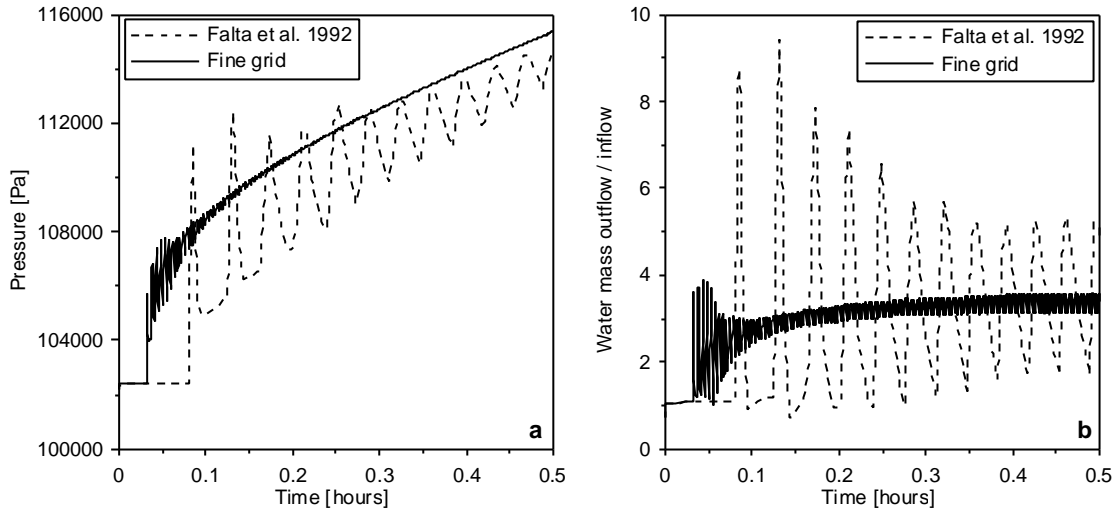 Falta et al. 1992
Fine grid
116000
112000
108000
104000
100000
Pressure [Pa]
0
0.1
0.2
0.3
0.4
0.5
Time [hours]
a
Falta et al. 1992
Fine grid
10
8
6
4
2
0
Water mass outflow / inflow
0
0.1
0.2
0.3
0.4
0.5
Time [hours]
b